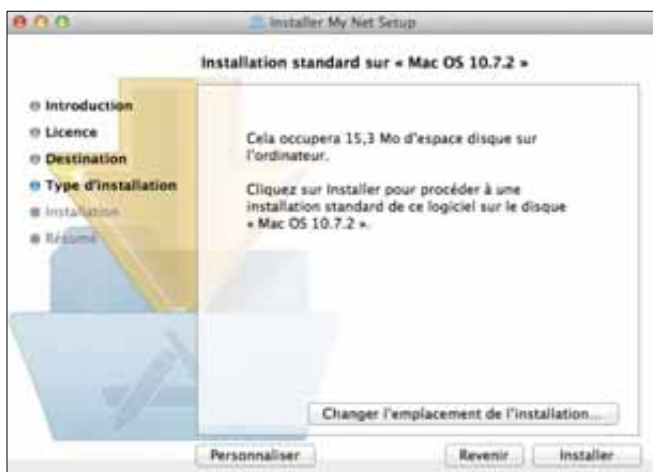 Installer My Net Setup
Installation standard sur « Mac OS 10.7.2 »
Introduction
Licence
Destination
Type d'installation
Installation
Résumé
Cela occupera 15,3 Mo d'espace disque sur
l'ordinateur.
Cliquez sur Installer pour procéder à une
installation standard de ce logiciel sur le disque
« Mac OS 10.7.2 ».
Changer l'emplacement de l'installation...
Personnaliser
Revenir
Installer